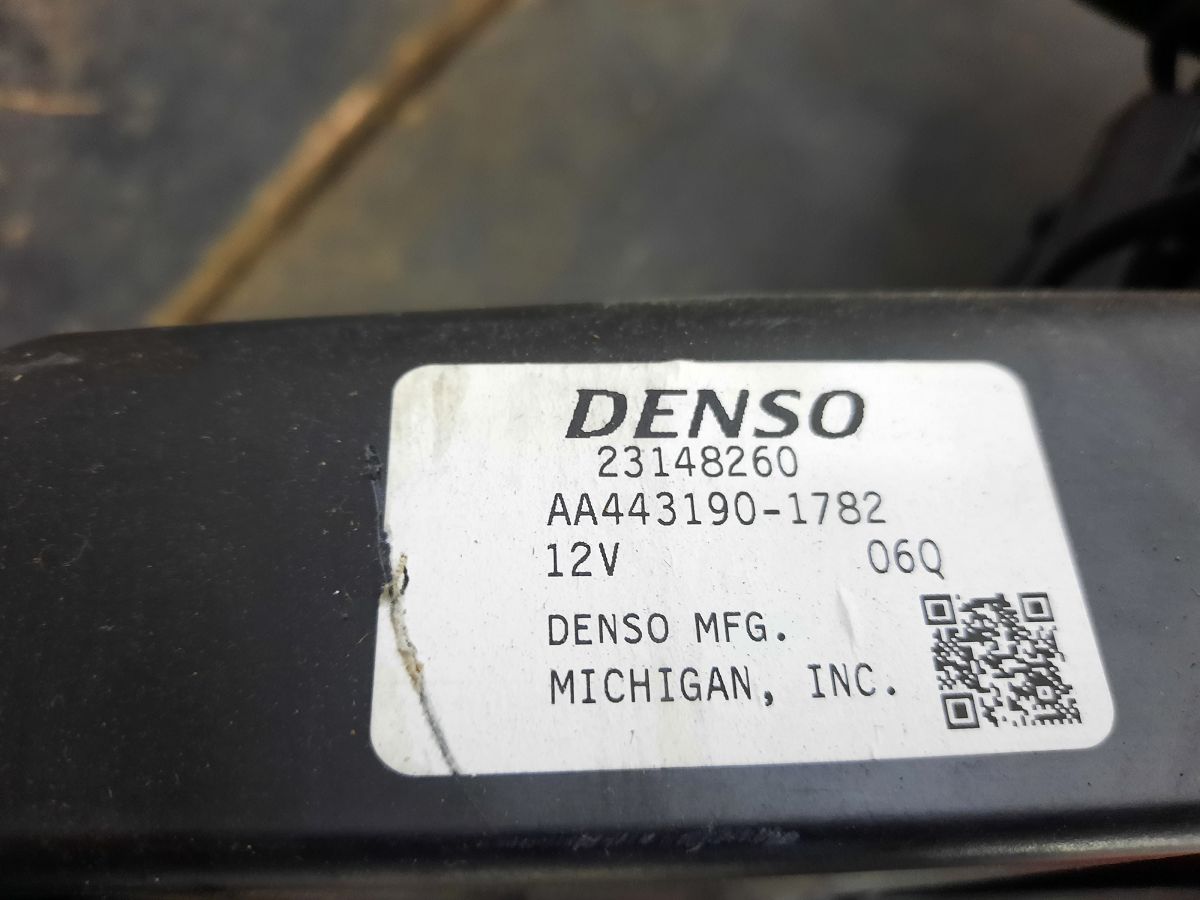 DENSO
23148260
AA443190-1782
12V 06Q
DENSO MFG.
MICHIGAN, INC.